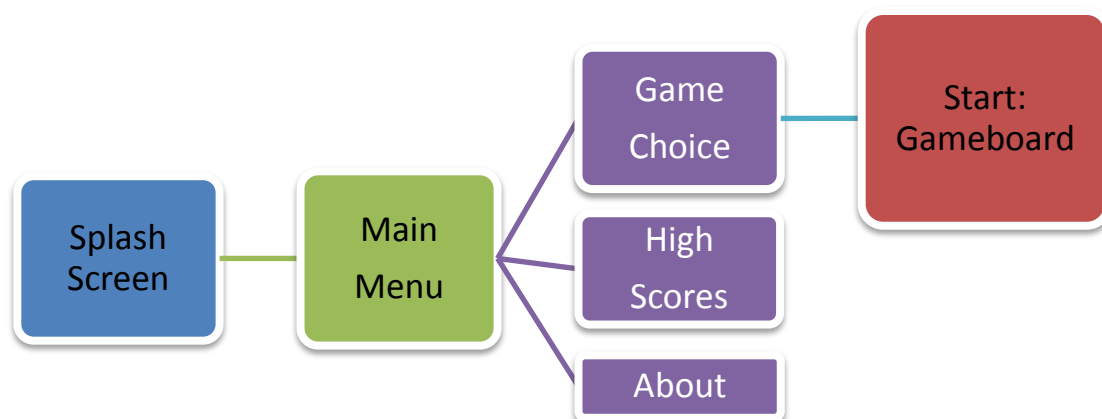 Splash
Screen
Main
Menu
Game
Choice
High
Scores
About
Start:
Gameboard